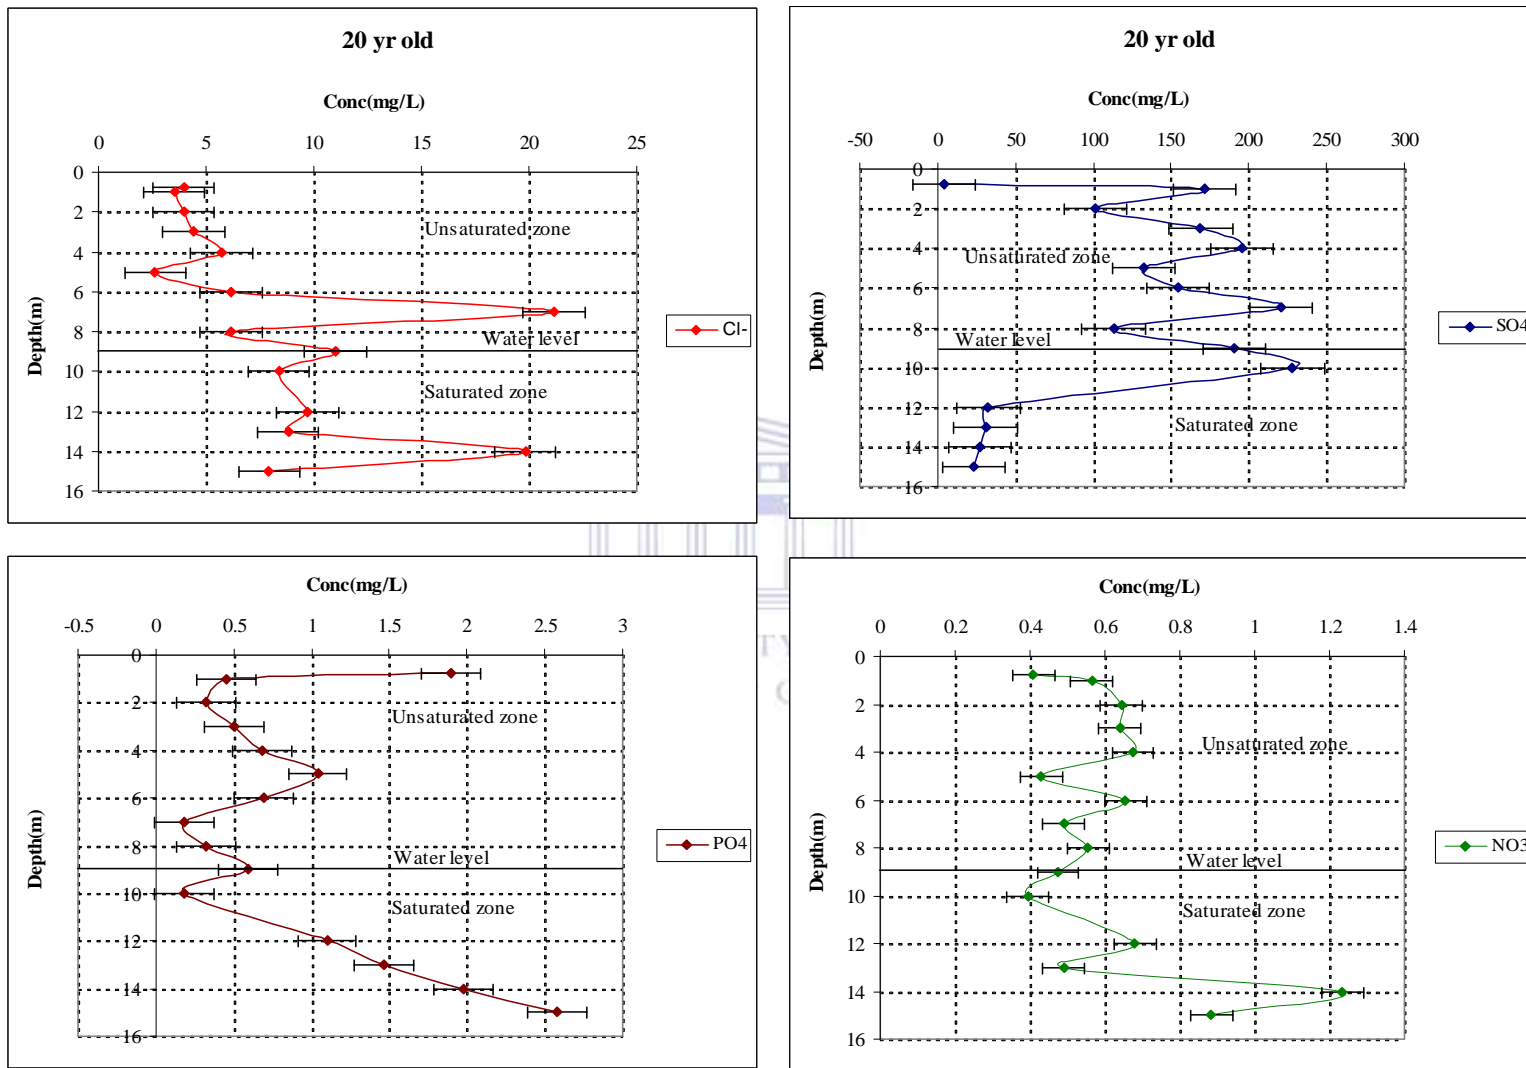 20 yr old
Conc(mg/L)
0 5 10 15 20 25
0
2
4
6
8
10
12
14
16
Depth(m)
Unsaturated zone
Water level
Saturated zone
Cl-
20 yr old
Conc(mg/L)
-50 0 50 100 150 200 250 300
0
2
4
6
8
10
12
14
16
Depth(m)
Unsaturated zone
Water level
Saturated zone
SO4
Conc(mg/L)
-0.5 0 0.5 1 1.5 2 2.5 3
0
2
4
6
8
10
12
14
16
Depth(m)
Unsaturated zone
Water level
Saturated zone
PO4
Conc(mg/L)
0 0.2 0.4 0.6 0.8 1 1.2 1.4
0
2
4
6
8
10
12
14
16
Depth(m)
Unsaturated zone
Water level
Saturated zone
NO3